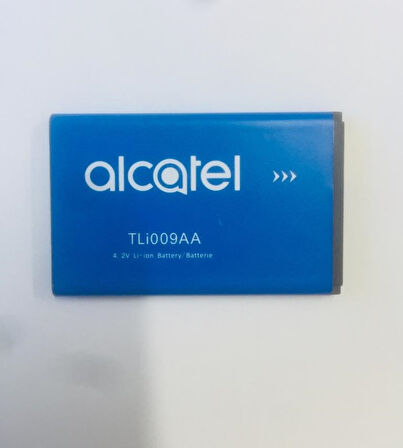 alcatel
TLi009AA
4.2V Li-ion Battery/Batterie